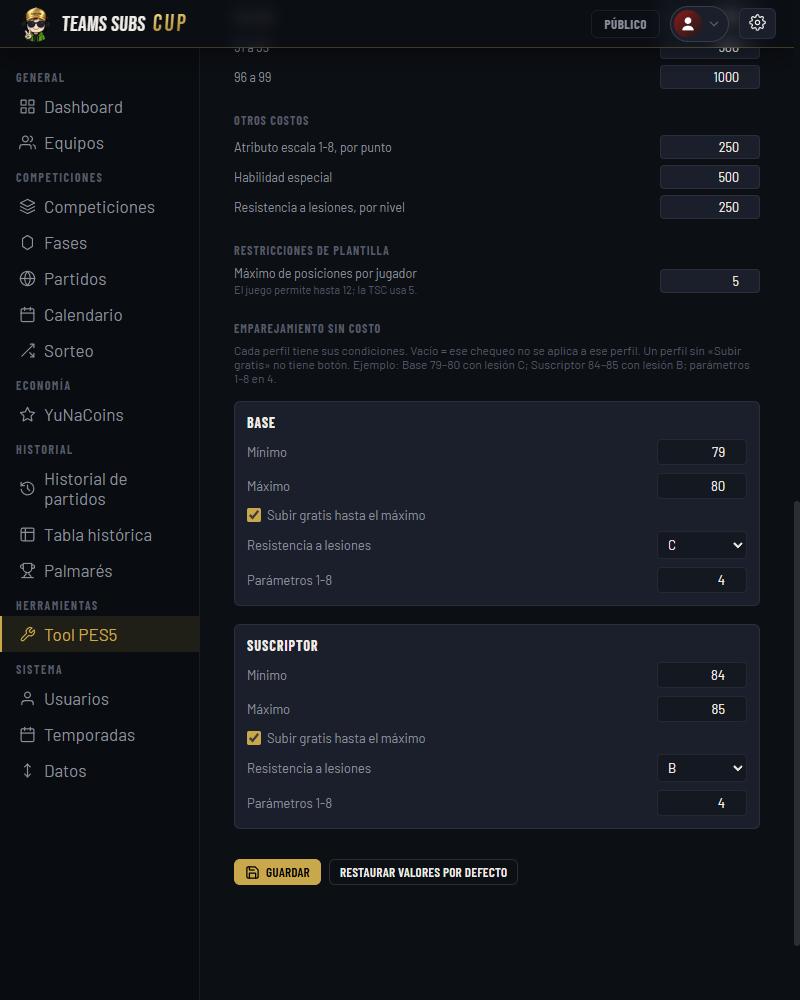 TEAMS SUBS CUP
PÚBLICO
GENERAL
Dashboard
Equipos
COMPETICIONES
Competiciones
Fases
Partidos
Calendario
Sorteo
ECONOMÍA
YuNaCoins
HISTORIAL
Historial de
partidos
Tabla histórica
Palmarés
HERRAMIENTAS
Tool PES5
SISTEMA
Usuarios
Temporadas
Datos
96 a 99 1000
OTROS COSTOS
Atributo escala 1-8, por punto 250
Habilidad especial 500
Resistencia a lesiones, por nivel 250
RESTRICCIONES DE PLANTILLA
Máximo de posiciones por jugador 5
El juego permite hasta 12; la TSC usa 5.
EMPAREJAMIENTO SIN COSTO
Cada perfil tiene sus condiciones. Vacío = ese chequeo no se aplica a ese perfil. Un perfil sin «Subir
gratis» no tiene botón. Ejemplo: Base 79–80 con lesión C; Suscriptor 84–85 con lesión B; parámetros
1-8 en 4.
BASE
Mínimo 79
Máximo 80
Subir gratis hasta el máximo
Resistencia a lesiones C
Parámetros 1-8 4
SUSCRIPTOR
Mínimo 84
Máximo 85
Subir gratis hasta el máximo
Resistencia a lesiones B
Parámetros 1-8 4
GUARDAR
RESTAURAR VALORES POR DEFECTO